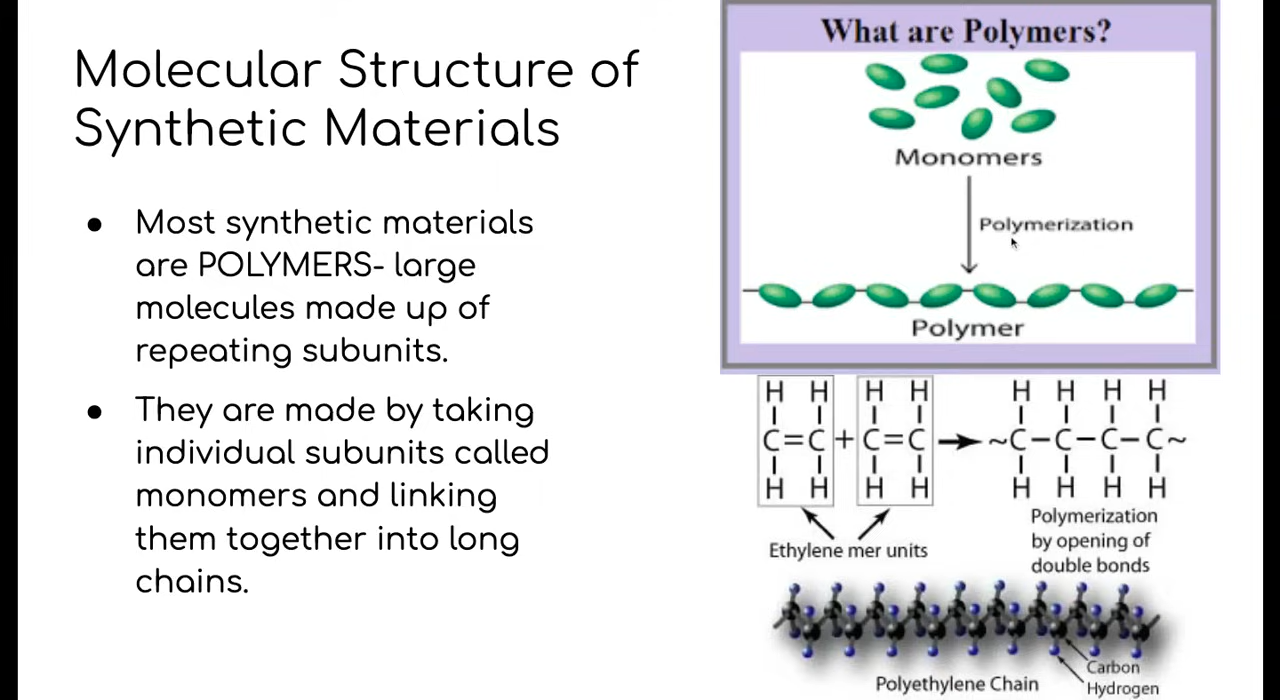 Molecular Structure of
Synthetic Materials
● Most synthetic materials
are POLYMERS- large
molecules made up of
repeating subunits.
● They are made by taking
individual subunits called
monomers and linking
them together into long
chains.
What are Polymers?
Monomers
Polymerization
Polymer
H H H H H H H H
C=C + C=C ~C–C–C–C~
H H H H H H H H
Ethylene mer units
Polymerization
by opening of
double bonds
Carbon
Hydrogen
Polyethylene Chain